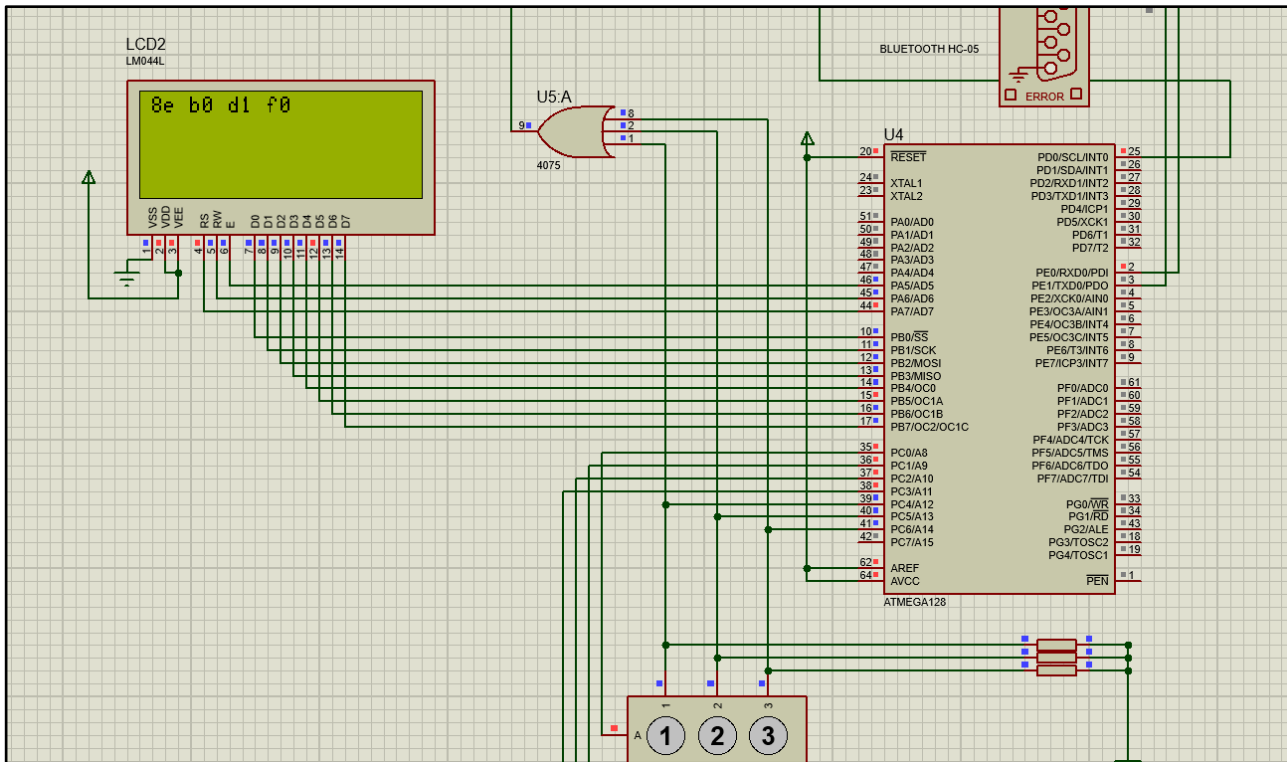 LCD2
LM044L
8e b0 d1 f0
VSS
VDD
VEE
RS
RW
E
D0
D1
D2
D3
D4
D5
D6
D7
1
2
3
4
5
6
7
8
9
10
11
12
13
14
U5:A
9
8
2
1
4075
BLUETOOTH HC-05
ERROR
U4
20 RESET
24 XTAL1
23 XTAL2
51 PA0/AD0
50 PA1/AD1
49 PA2/AD2
48 PA3/AD3
47 PA4/AD4
46 PA5/AD5
45 PA6/AD6
44 PA7/AD7
10 PB0/SS
11 PB1/SCK
12 PB2/MOSI
13 PB3/MISO
14 PB4/OC0
15 PB5/OC1A
16 PB6/OC1B
17 PB7/OC2/OC1C
35 PC0/A8
36 PC1/A9
37 PC2/A10
38 PC3/A11
39 PC4/A12
40 PC5/A13
41 PC6/A14
42 PC7/A15
62 AREF
64 AVCC
PD0/SCL/INT0 25
PD1/SDA/INT1 26
PD2/RXD1/INT2 27
PD3/TXD1/INT3 28
PD4/ICP1 29
PD5/XCK1 30
PD6/T1 31
PD7/T2 32
PE0/RXD0/PDI 2
PE1/TXD0/PDO 3
PE2/XCK0/AIN0 4
PE3/OC3A/AIN1 5
PE4/OC3B/INT4 6
PE5/OC3C/INT5 7
PE6/T3/INT6 8
PE7/ICP3/INT7 9
PF0/ADC0 61
PF1/ADC1 60
PF2/ADC2 59
PF3/ADC3 58
PF4/ADC4/TCK 57
PF5/ADC5/TMS 56
PF6/ADC6/TDO 55
PF7/ADC7/TDI 54
PG0/WR 33
PG1/RD 34
PG2/ALE 43
PG3/TOSC2 18
PG4/TOSC1 19
PEN 1
ATMEGA128
1
2
3
A
1 2 3